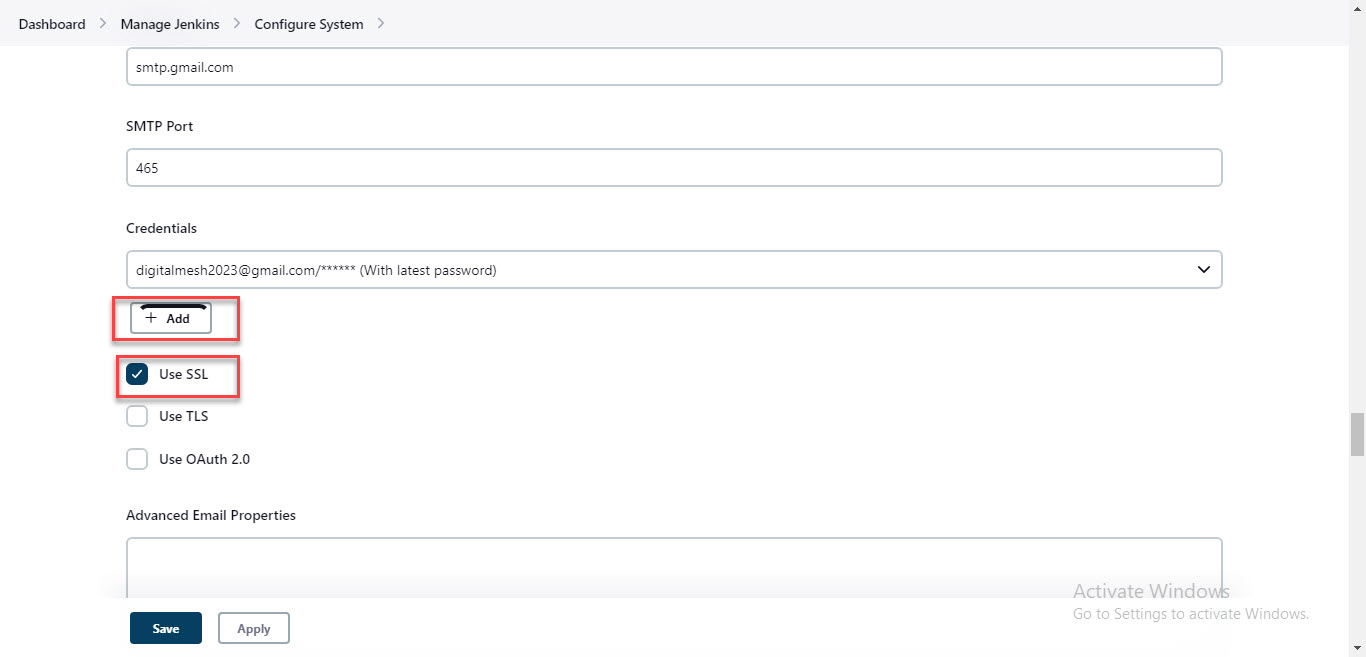 Dashboard > Manage Jenkins > Configure System >
smtp.gmail.com
SMTP Port
465
Credentials
digitalmesh2023@gmail.com/****** (With latest password)
+ Add
Use SSL
Use TLS
Use OAuth 2.0
Advanced Email Properties
Activate Windows
Go to Settings to activate Windows.
Save Apply